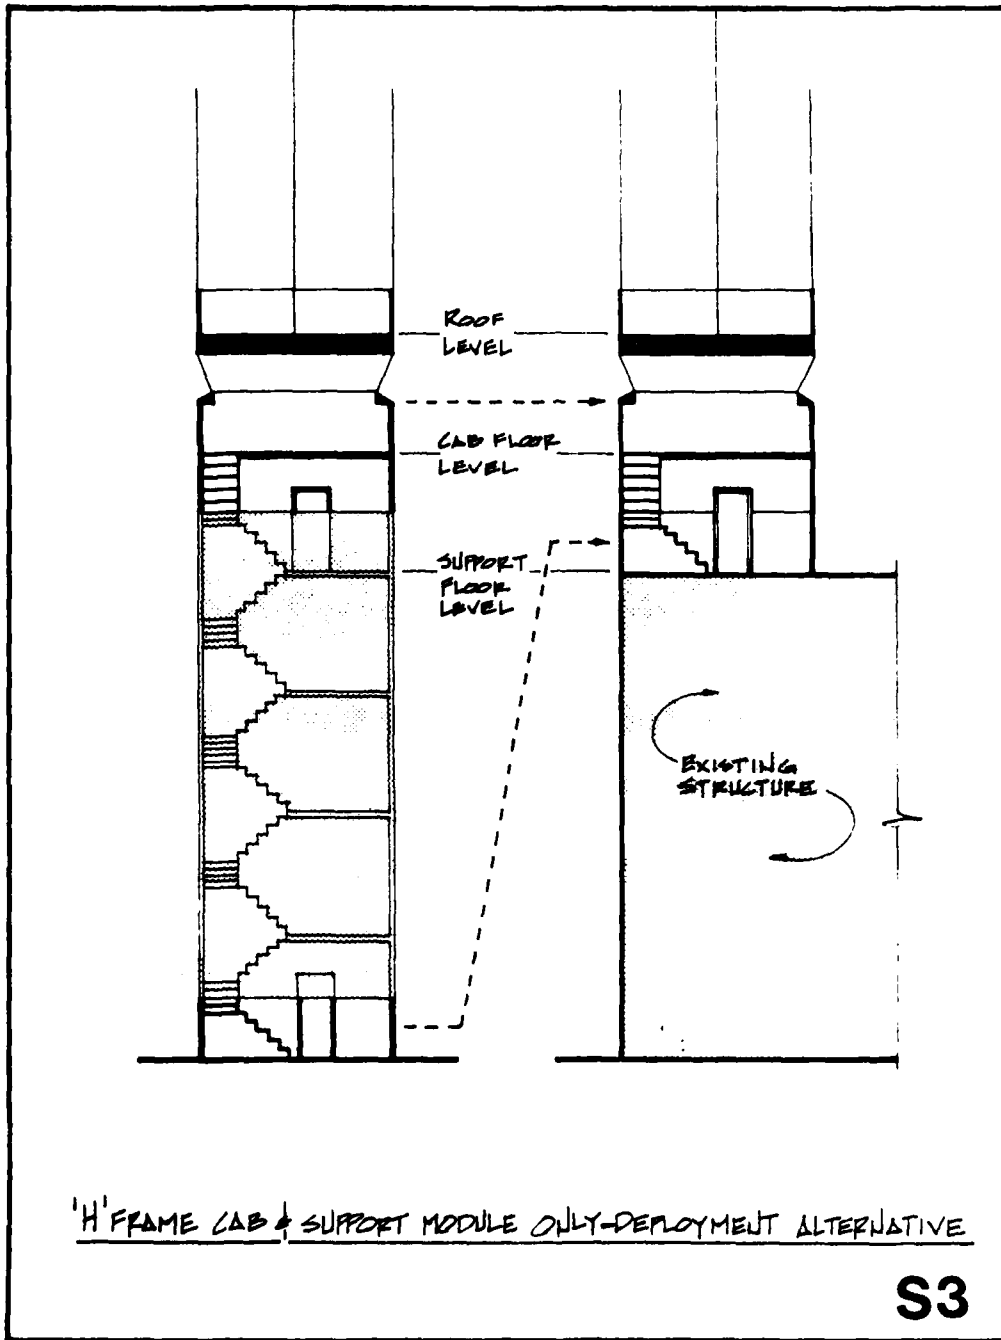 ROOF
LEVEL
CAB FLOOR
LEVEL
SUPPORT
FLOOR
LEVEL
EXISTING
STRUCTURE
'H' FRAME CAB & SUPPORT MODULE ONLY-DEPLOYMENT ALTERNATIVE
S3